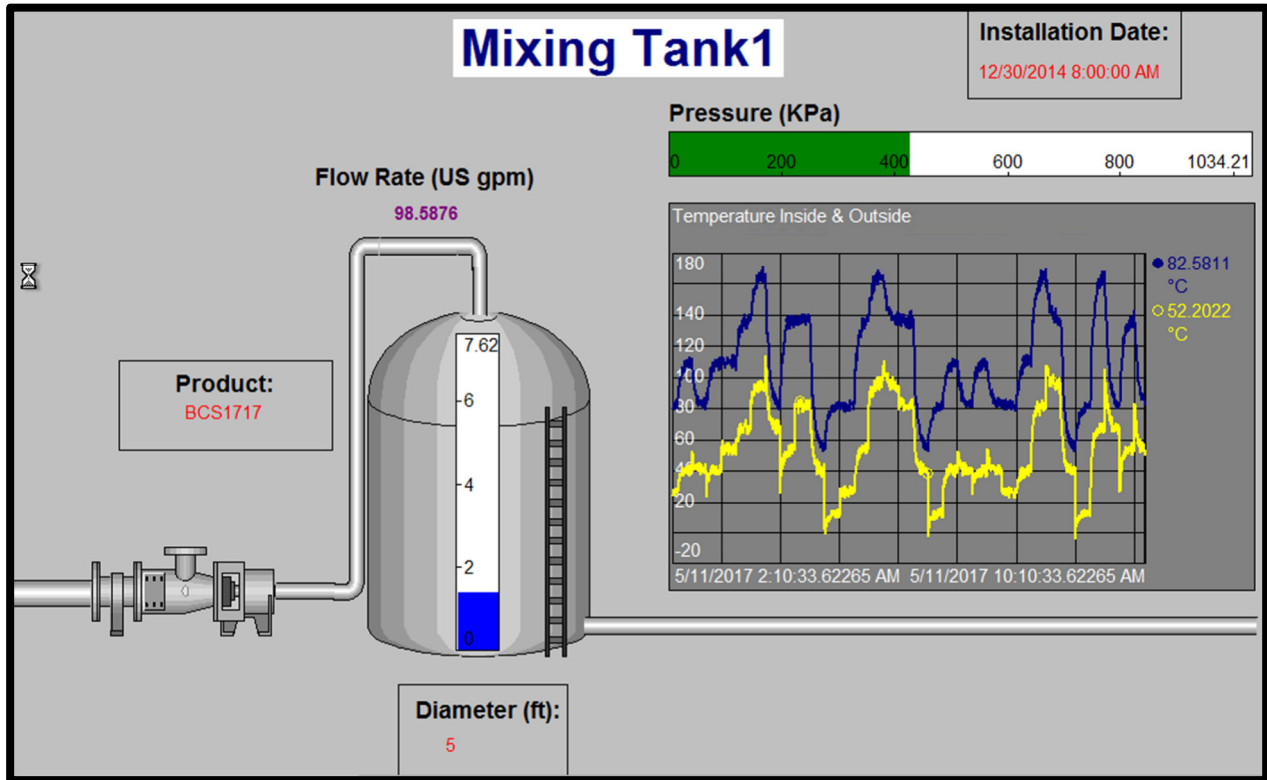 Mixing Tank1
Installation Date:
12/30/2014 8:00:00 AM
Pressure (KPa)
0 200 400 600 800 1034.21
Flow Rate (US gpm)
98.5876
Temperature Inside & Outside
180
140
120
100
80
60
40
20
-20
82.5811
°C
52.2022
°C
5/11/2017 2:10:33.62265 AM 5/11/2017 10:10:33.62265 AM
7.62
6
4
2
0
Product:
BCS1717
Diameter (ft):
5